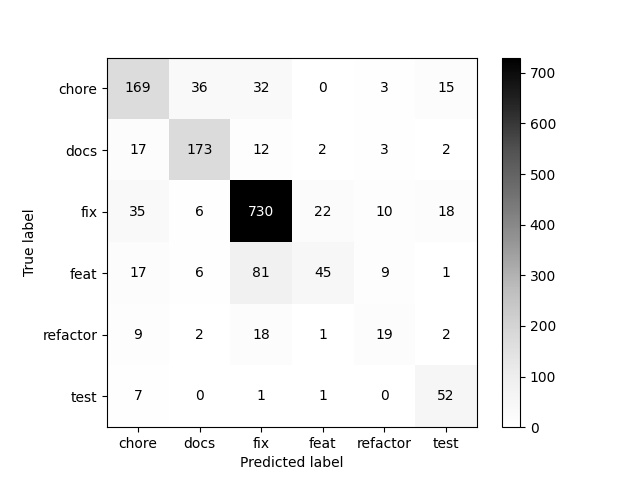 chore 169 36 32 0 3 15
docs 17 173 12 2 3 2
fix 35 6 730 22 10 18
feat 17 6 81 45 9 1
refactor 9 2 18 1 19 2
test 7 0 1 1 0 52
chore docs fix feat refactor test
Predicted label
True label
700
600
500
400
300
200
100
0